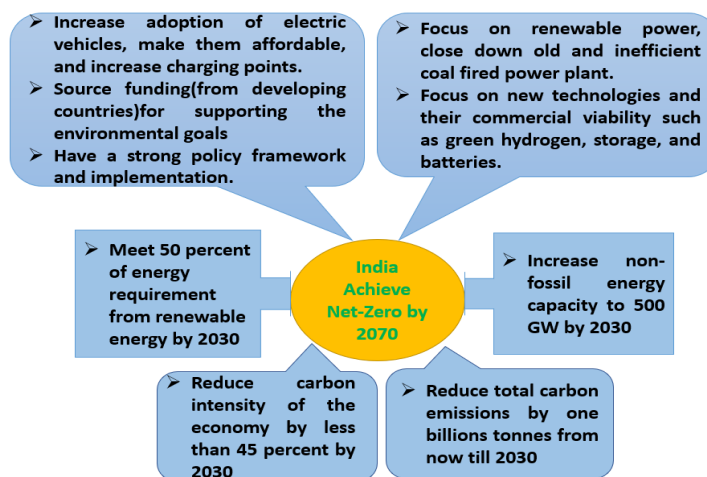 ➢ Increase adoption of electric
vehicles, make them affordable,
and increase charging points.
➢ Source funding(from developing
countries)for supporting the
environmental goals
➢ Have a strong policy framework
and implementation.
➢ Focus on renewable power,
close down old and inefficient
coal fired power plant.
➢ Focus on new technologies and
their commercial viability such
as green hydrogen, storage, and
batteries.
➢ Meet 50 percent
of energy
requirement
from renewable
energy by 2030
India
Achieve
Net-Zero by
2070
➢ Increase non-
fossil energy
capacity to 500
GW by 2030
➢ Reduce carbon
intensity of the
economy by less
than 45 percent by
2030
➢ Reduce total carbon
emissions by one
billions tonnes from
now till 2030